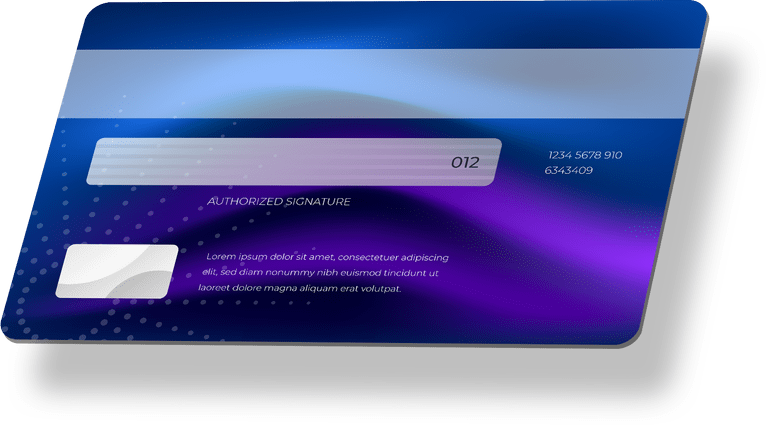 012
1234 5678 910
6343409
AUTHORIZED SIGNATURE
Lorem ipsum dolor sit amet, consectetuer adipiscing
elit, sed diam nonummy nibh euismod tincidunt ut
laoreet dolore magna aliquam erat volutpat.